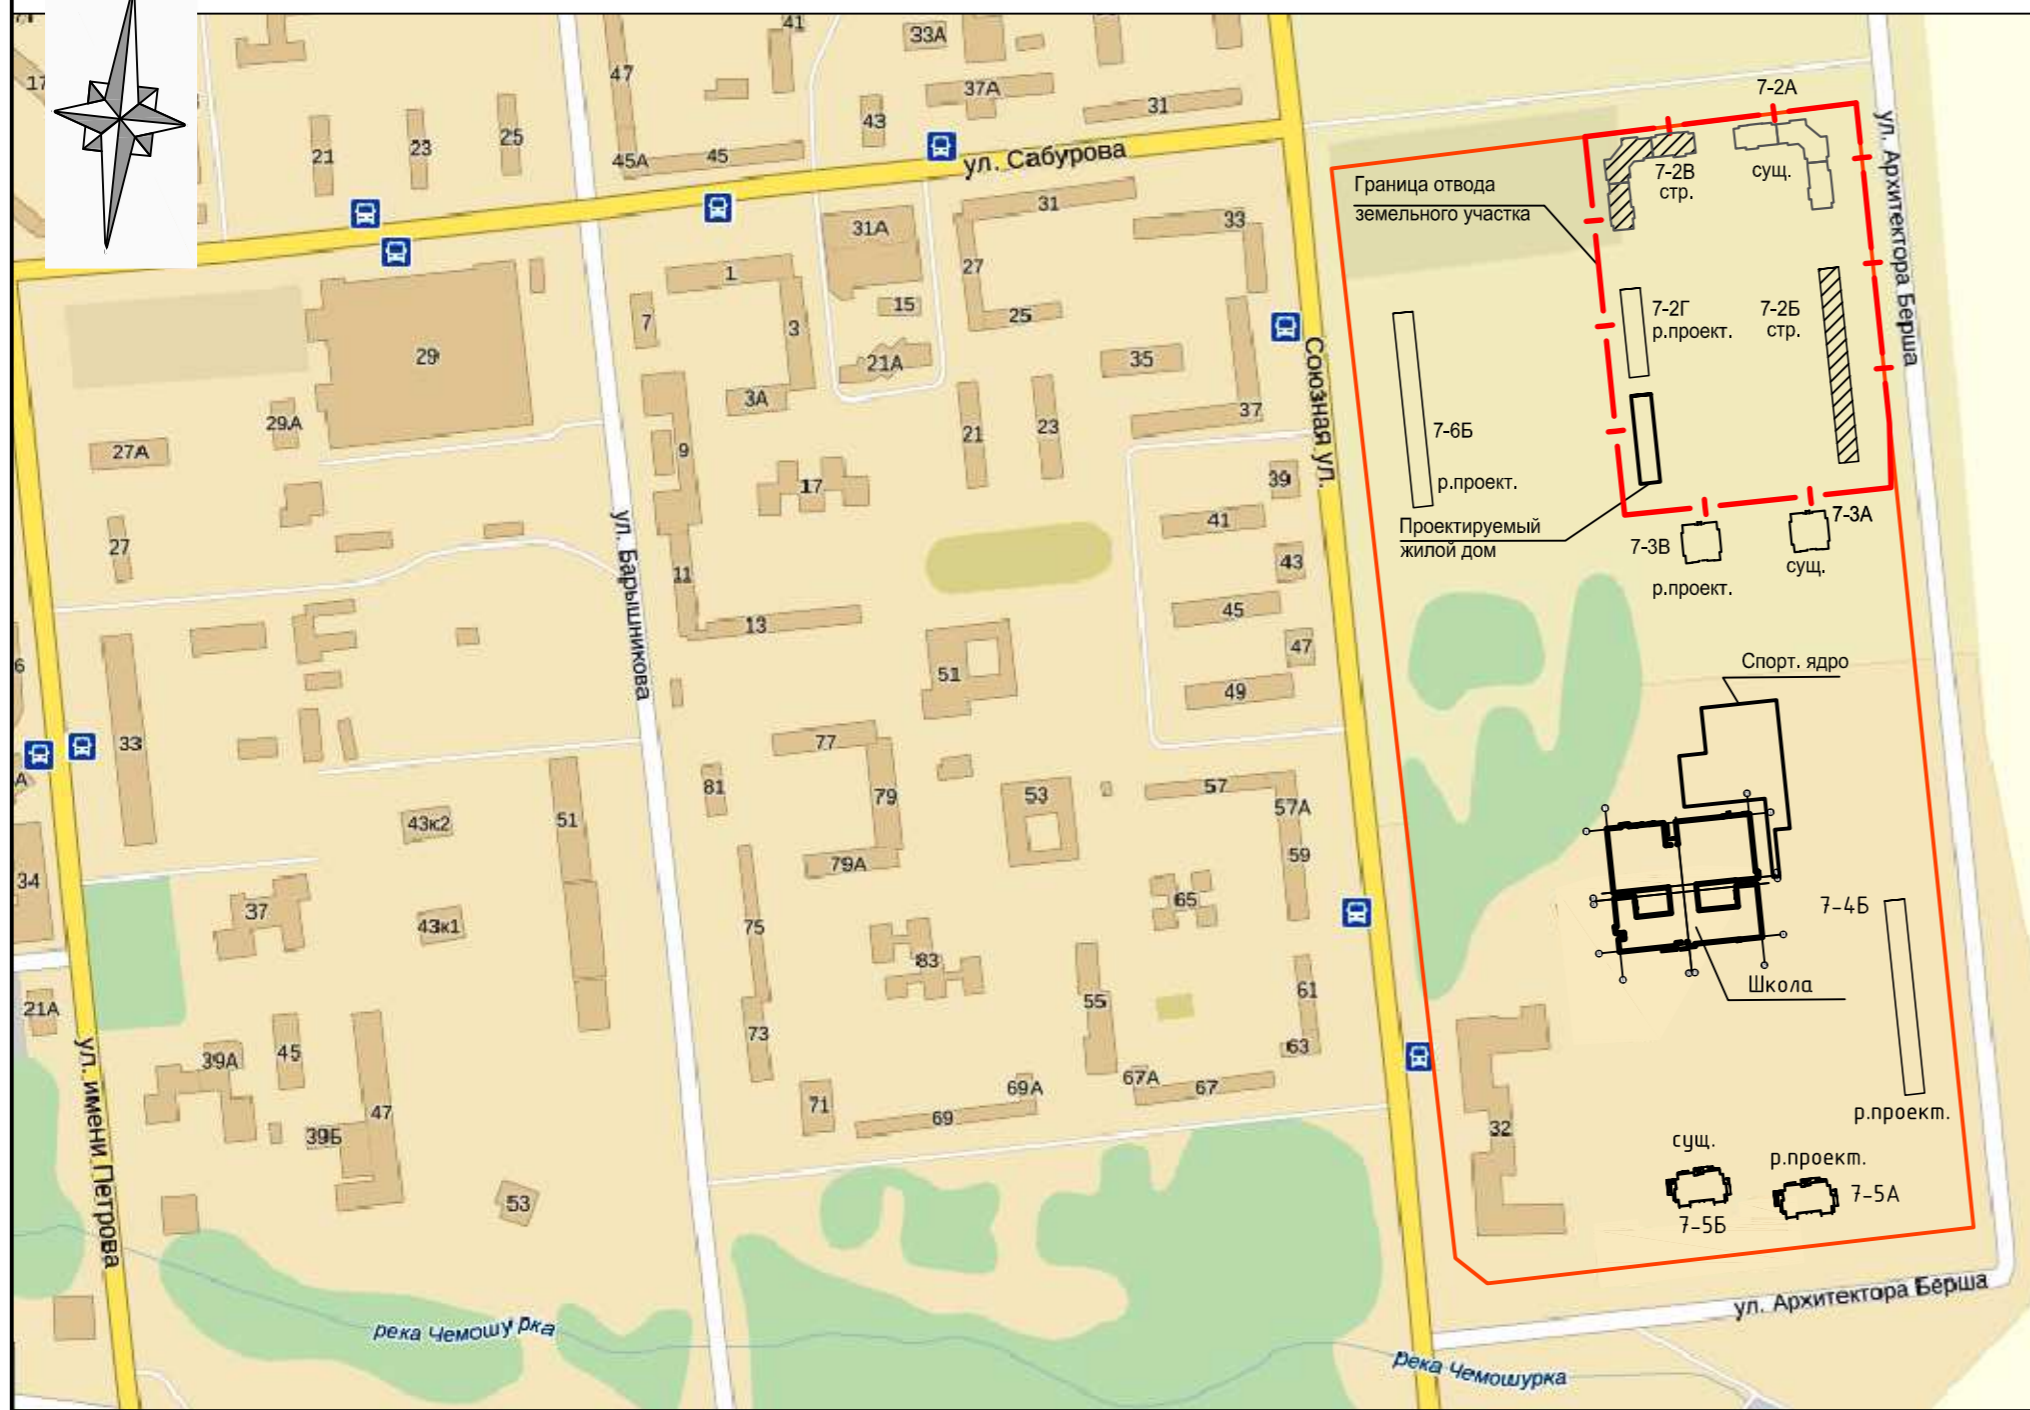 41
33А
17
47
37А
31
7-2А
43
21
23
25
45А
45
ул. Сабурова
ул. Архитектора Берша
Граница отвода
земельного участка
7-2В
стр.
сущ.
31А
31
33
27
1
15
25
7
3
29
21А
35
Союзная ул.
7-2Г
р.проект.
7-2Б
стр.
3А
29А
27А
9
21
23
37
7-6Б
р.проект.
17
39
41
27
ул. Барышникова
11
43
Проектируемый
жилой дом
7-3В
р.проект.
7-3А
сущ.
13
45
6
51
47
49
Спорт. ядро
33
77
А
81
79
53
57
57А
43к2
51
79А
59
34
37
43к1
75
65
7-4Б
83
Школа
21А
55
61
73
63
ул. имени Петрова
39А
45
47
71
69А
69
67А
67
39Б
32
р.проект.
сущ.
р.проект.
7-5А
7-5Б
53
ул. Архитектора Берша
река Чемошурка
река Чемошурка